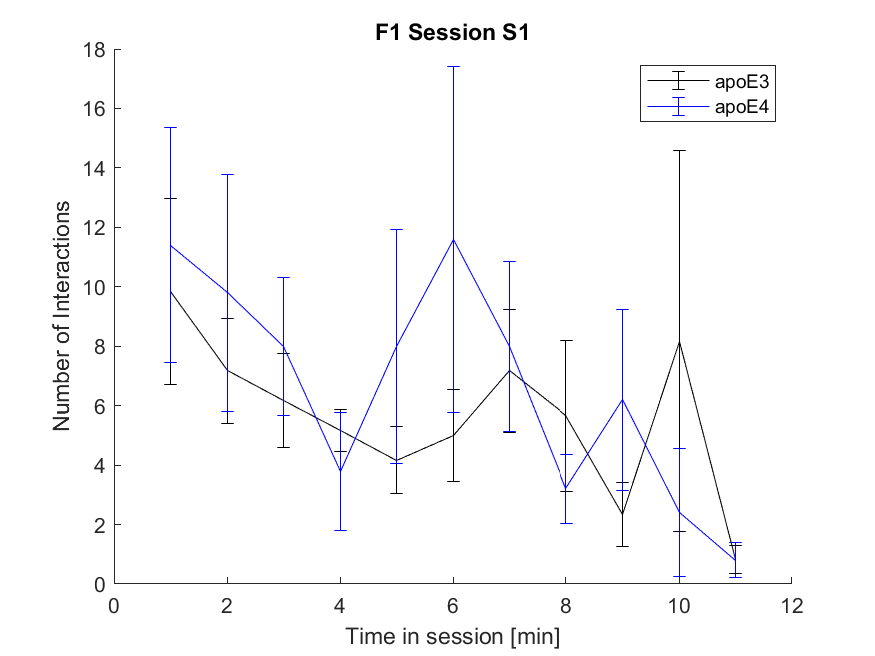 F1 Session S1
18
16
14
12
10
8
6
4
2
0
Number of Interactions
apoE3
apoE4
0 2 4 6 8 10 12
Time in session [min]